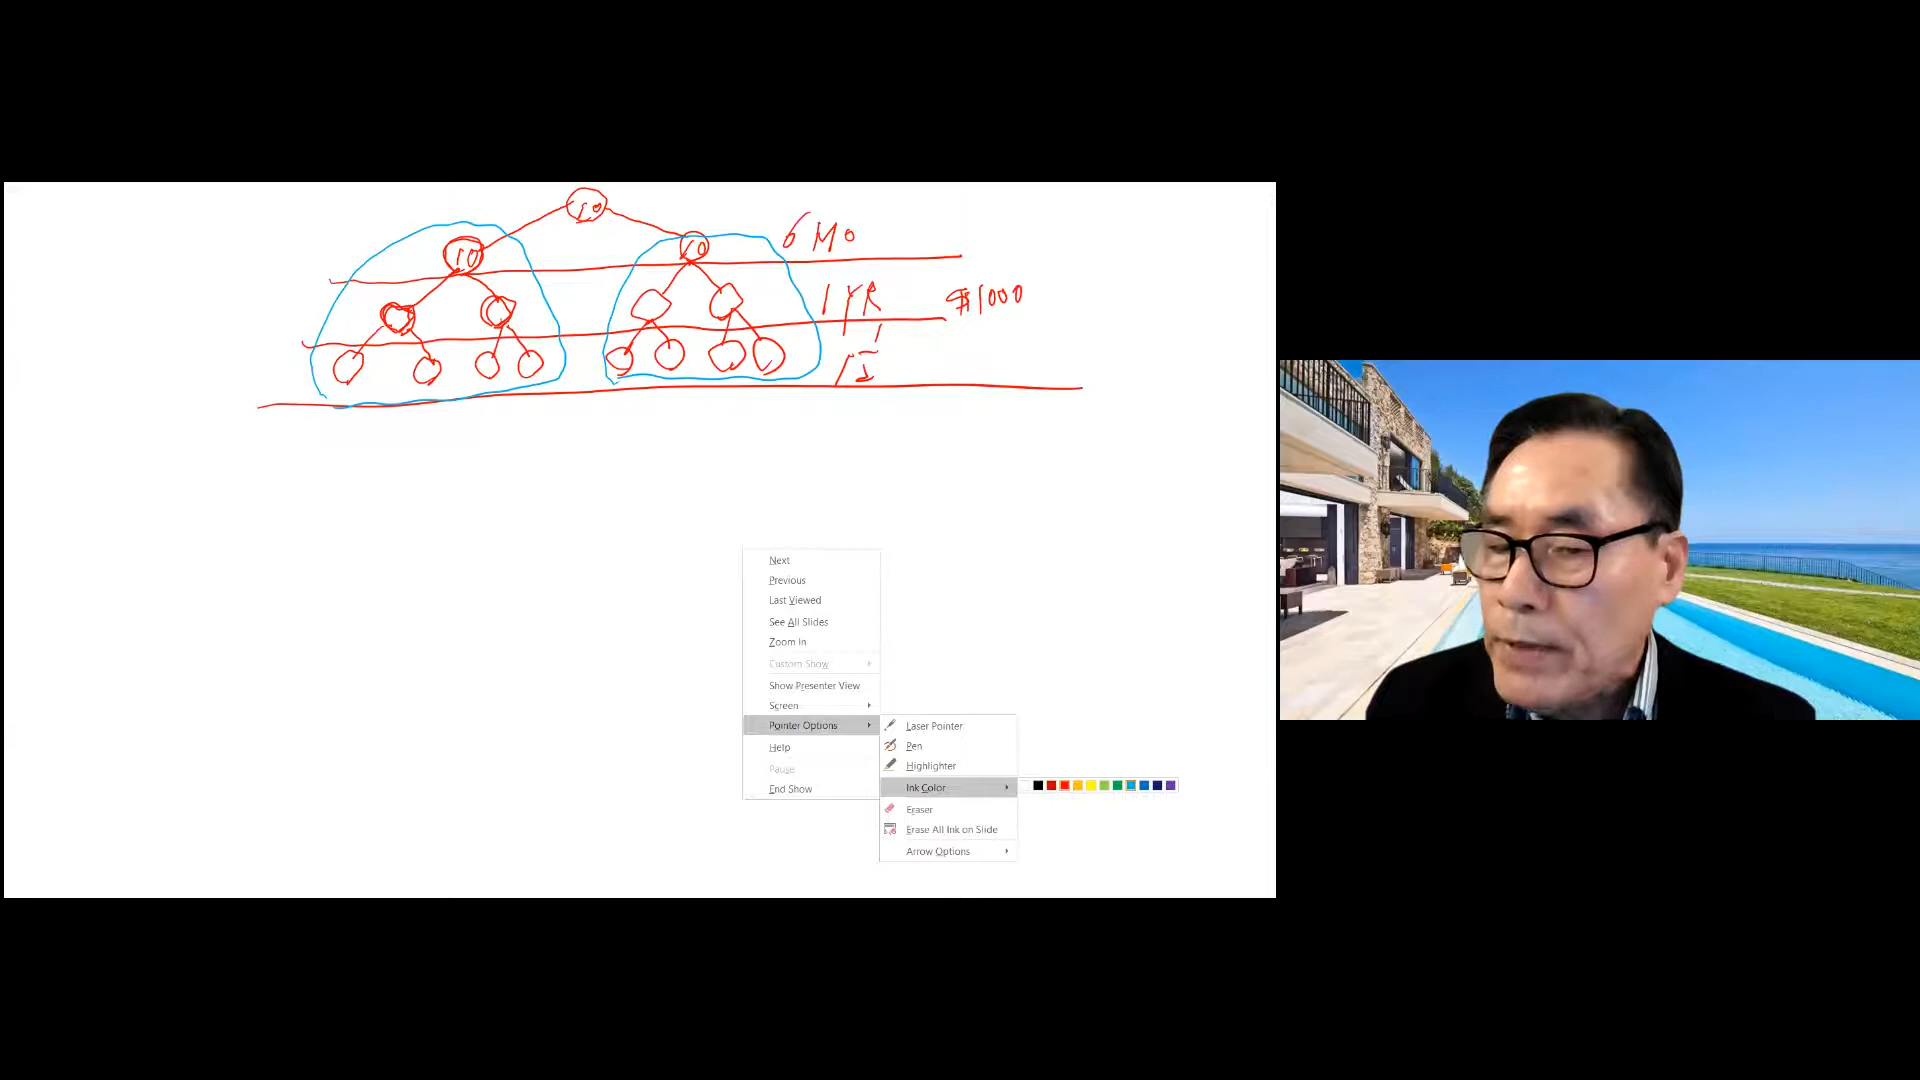 10
10
10
6 MO
1 YR
$1000
Next
Previous
Last Viewed
See All Slides
Zoom In
Custom Show
Show Presenter View
Screen
Pointer Options
Help
Pause
End Show
Laser Pointer
Pen
Highlighter
Ink Color
Eraser
Erase All Ink on Slide
Arrow Options